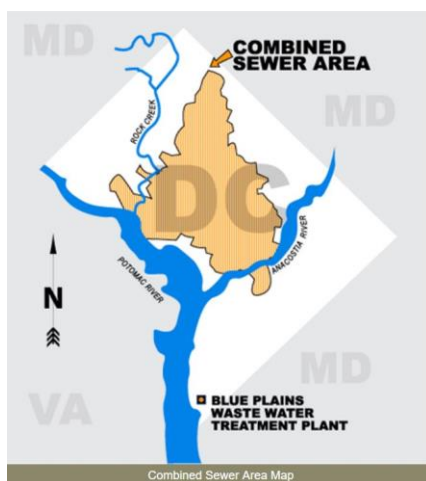 MD
COMBINED
SEWER AREA
ROCK CREEK
MD
DC
ANACOSTIA RIVER
POTOMAC RIVER
N
MD
VA
BLUE PLAINS
WASTE WATER
TREATMENT PLANT
Combined Sewer Area Map